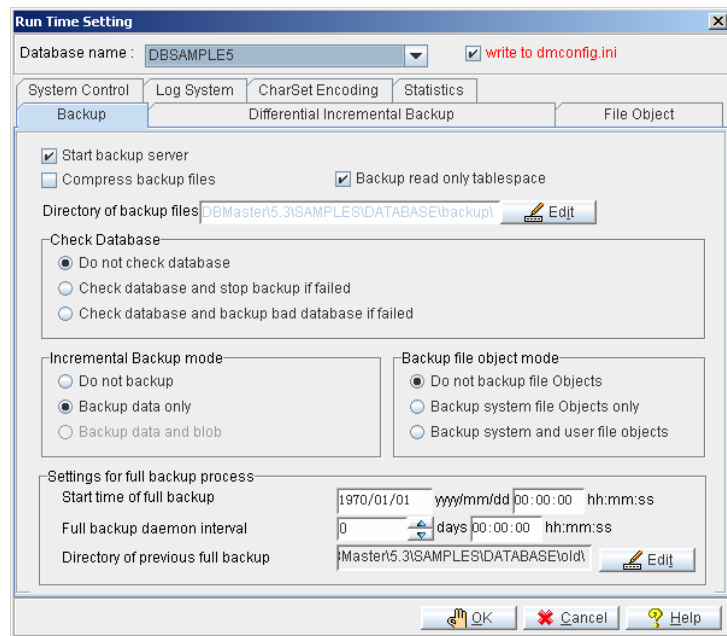 Run Time Setting
Database name : DBSAMPLE5 write to dmconfig.ini
System Control Log System CharSet Encoding Statistics
Backup Differential Incremental Backup File Object
Start backup server
Compress backup files Backup read only tablespace
Directory of backup files DBMaster\5.3\SAMPLES\DATABASE\backup\ Edit
Check Database
Do not check database
Check database and stop backup if failed
Check database and backup bad database if failed
Incremental Backup mode
Do not backup
Backup data only
Backup data and blob
Backup file object mode
Do not backup file Objects
Backup system file Objects only
Backup system and user file objects
Settings for full backup process
Start time of full backup 1970/01/01 yyyy/mm/dd 00:00:00 hh:mm:ss
Full backup daemon interval 0 days 00:00:00 hh:mm:ss
Directory of previous full backup Master\5.3\SAMPLES\DATABASE\old\ Edit
OK Cancel Help